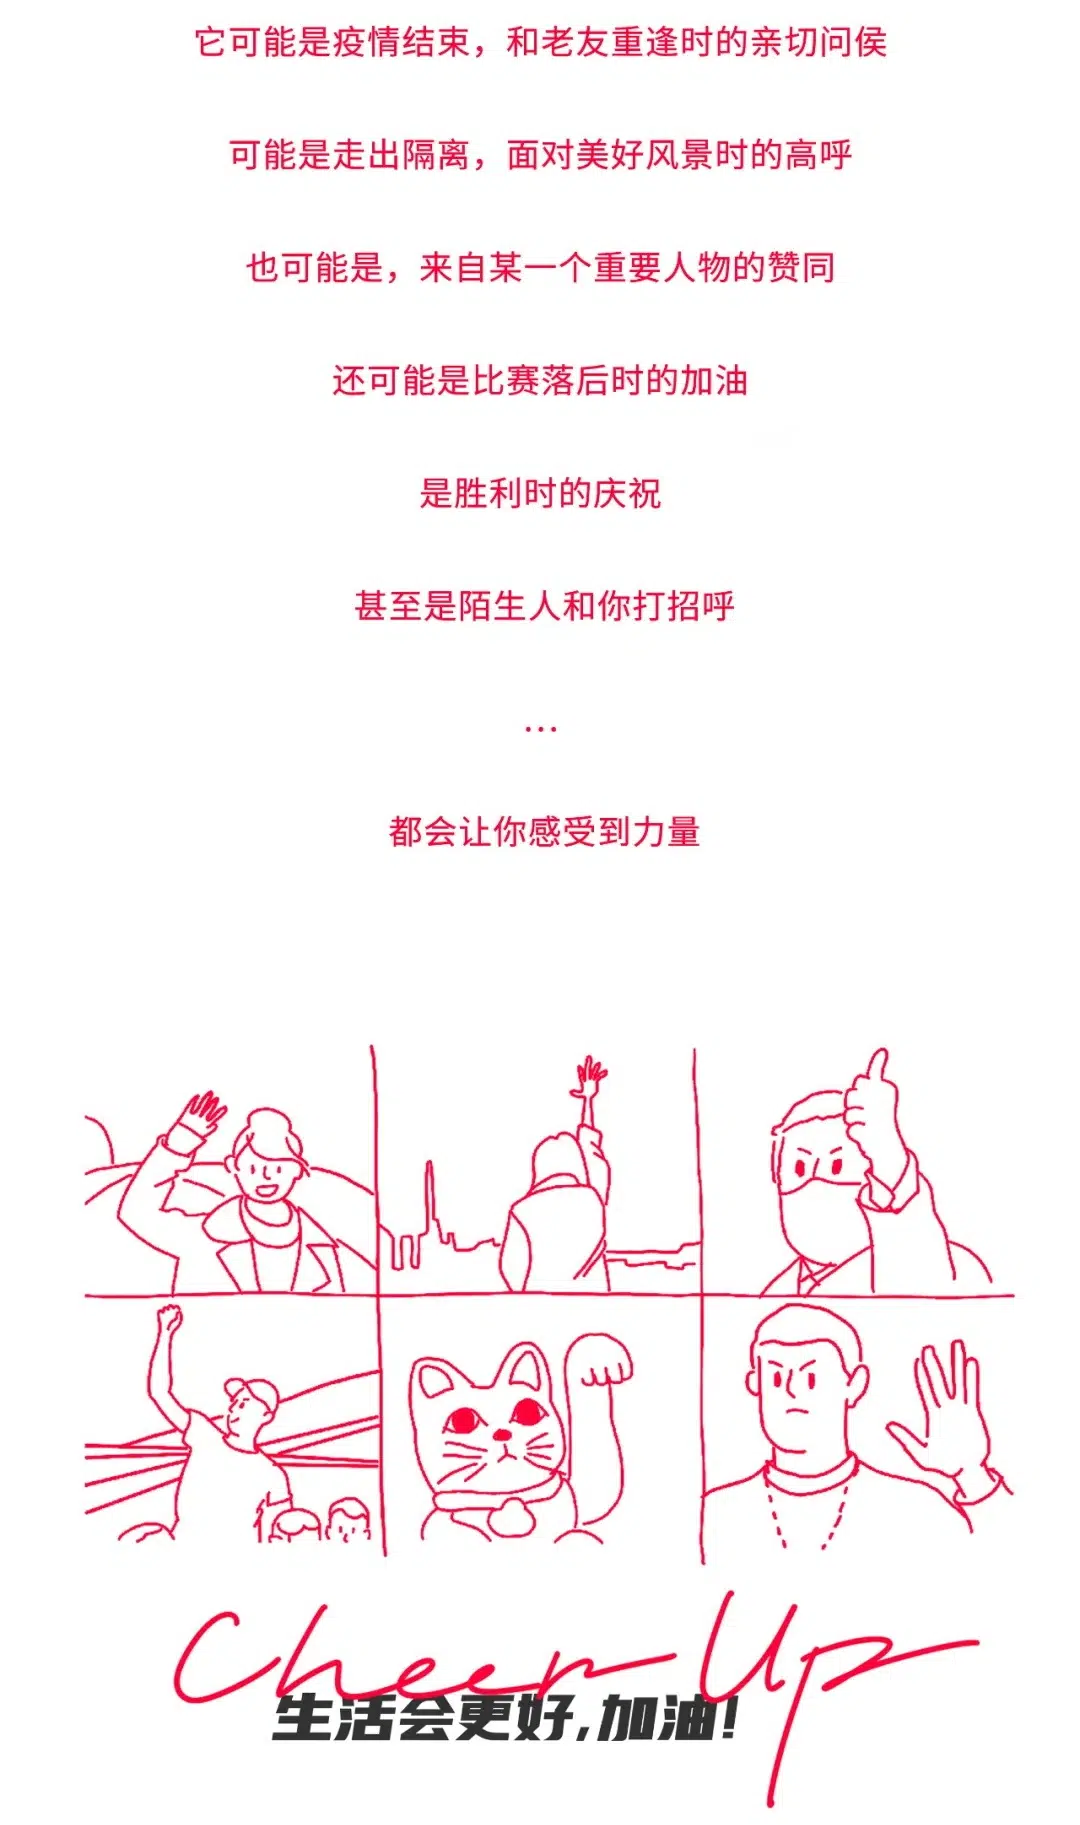 它可能是疫情结束，和老友重逢时的亲切问侯
可能是走出隔离，面对美好风景时的高呼
也可能是，来自某一个重要人物的赞同
还可能是比赛落后时的加油
是胜利时的庆祝
甚至是陌生人和你打招呼
...
都会让你感受到力量
Cheer Up
生活会更好,加油!